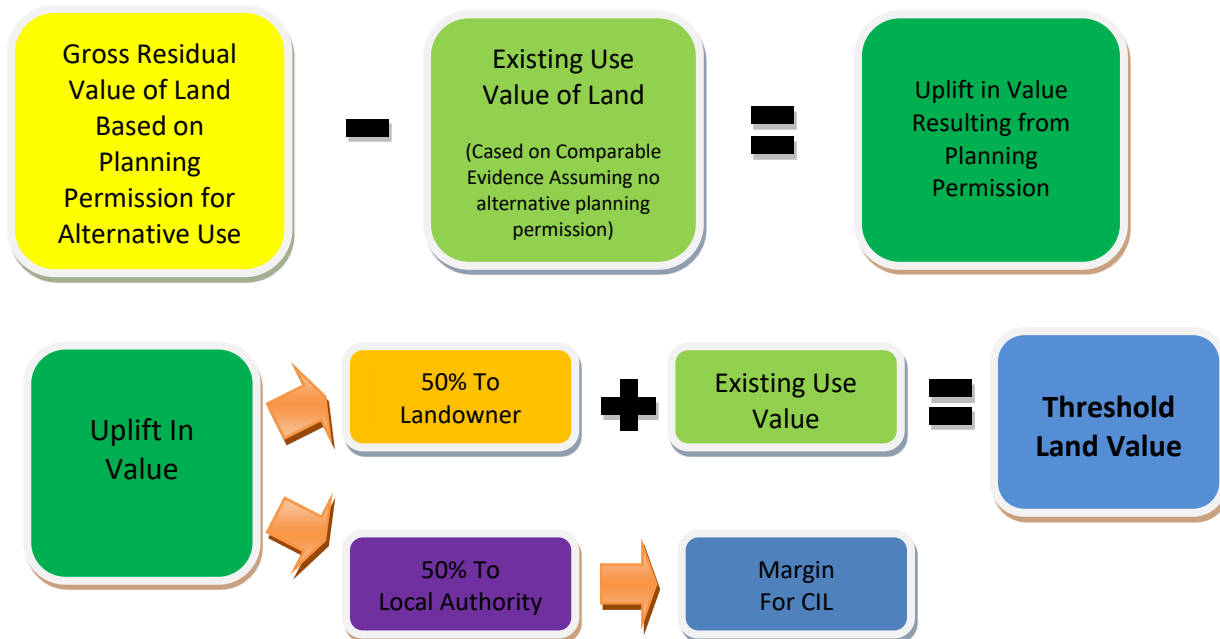 Gross Residual
Value of Land
Based on
Planning
Permission for
Alternative Use
Existing Use
Value of Land
(Cased on Comparable
Evidence Assuming no
alternative planning
permission)
Uplift in Value
Resulting from
Planning
Permission
Uplift In
Value
50% To
Landowner
Existing Use
Value
Threshold
Land Value
50% To
Local Authority
Margin
For CIL